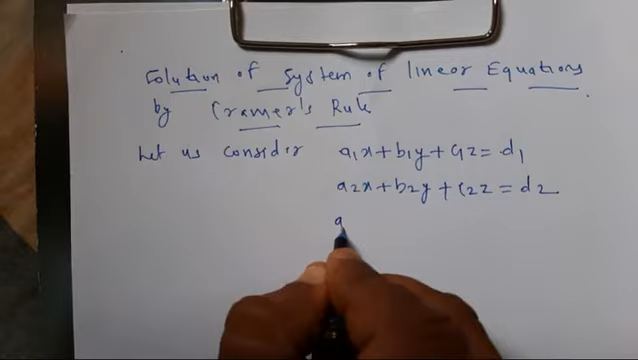 Solution of System of linear Equations
by Cramer's Rule
Let us consider a1x+b1y+c1z=d1
a2x+b2y+c2z=d2
a